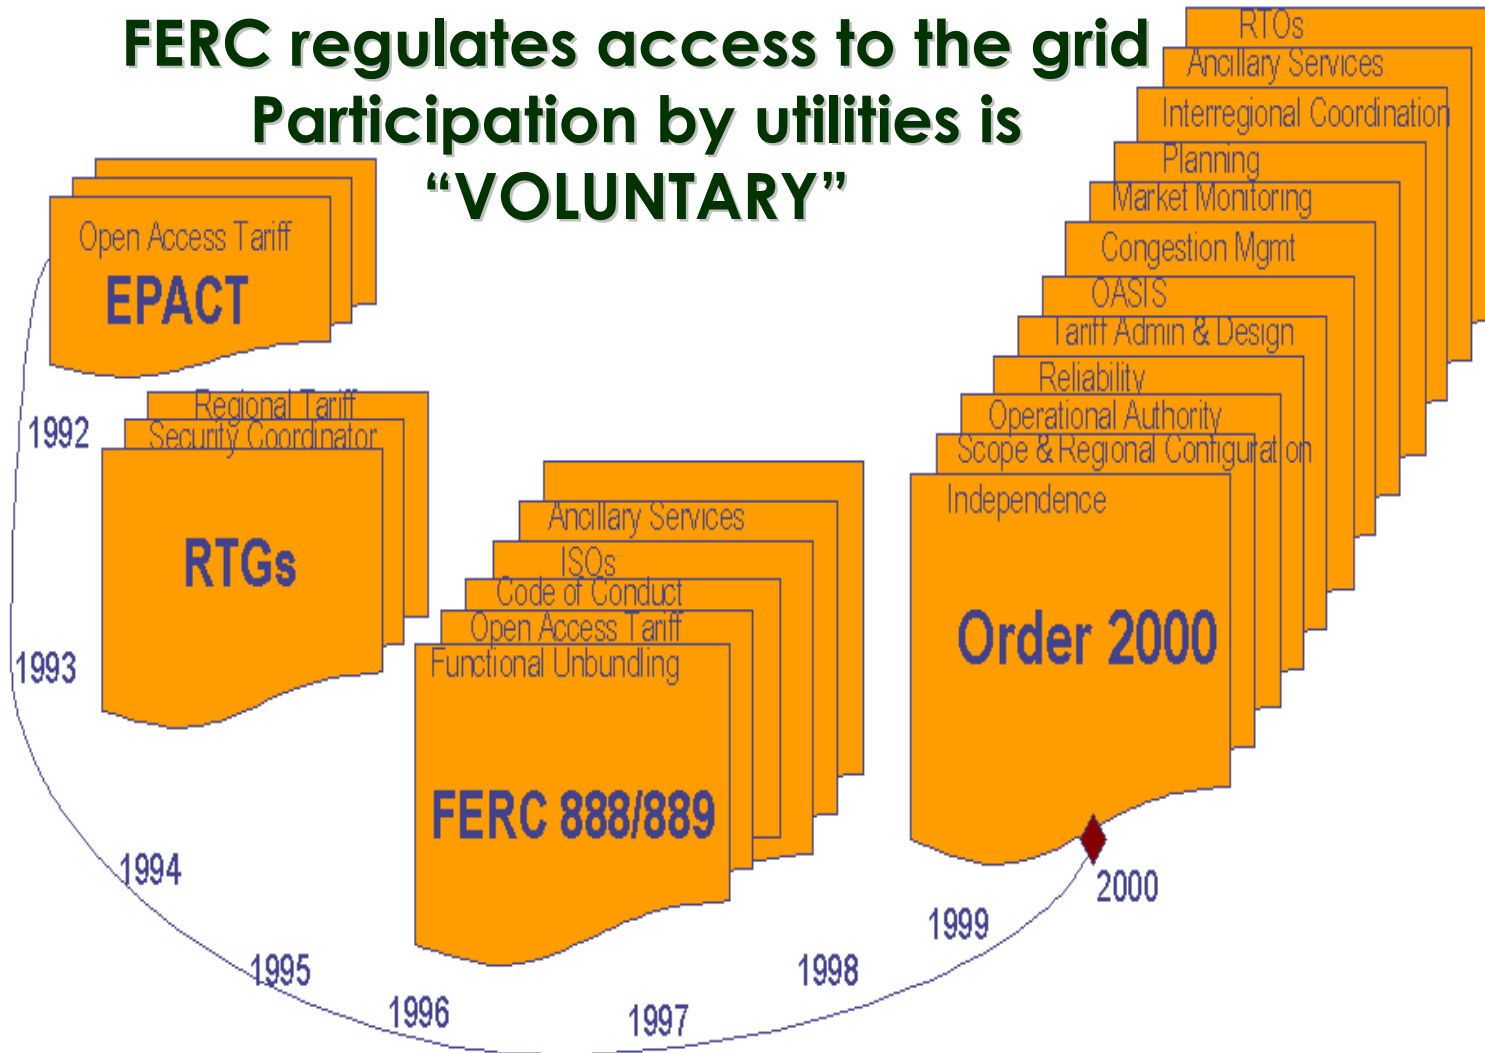 FERC regulates access to the grid
Participation by utilities is
“VOLUNTARY”
Open Access Tariff
EPACT
1992
Regional Tariff
Security Coordinator
RTGs
1993
1994
1995
1996
Ancillary Services
ISOs
Code of Conduct
Open Access Tariff
Functional Unbundling
FERC 888/889
1997
1998
1999
RTOs
Ancillary Services
Interregional Coordination
Planning
Market Monitoring
Congestion Mgmt
OASIS
Tariff Admin & Design
Reliability
Operational Authority
Scope & Regional Configuration
Independence
Order 2000
2000